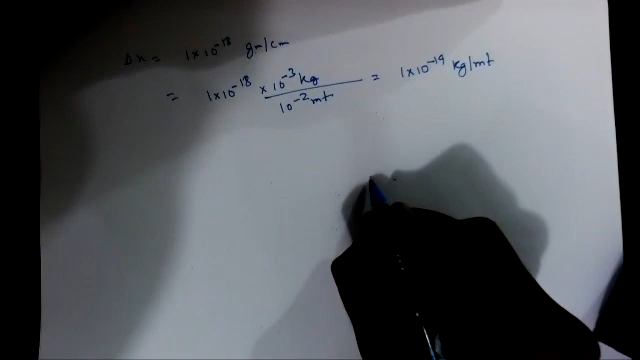 Δx = 1×10⁻¹⁸ gm/cm
= 1×10⁻¹⁸ × 10⁻³ kg / 10⁻² mt = 1×10⁻¹⁹ kg/mt